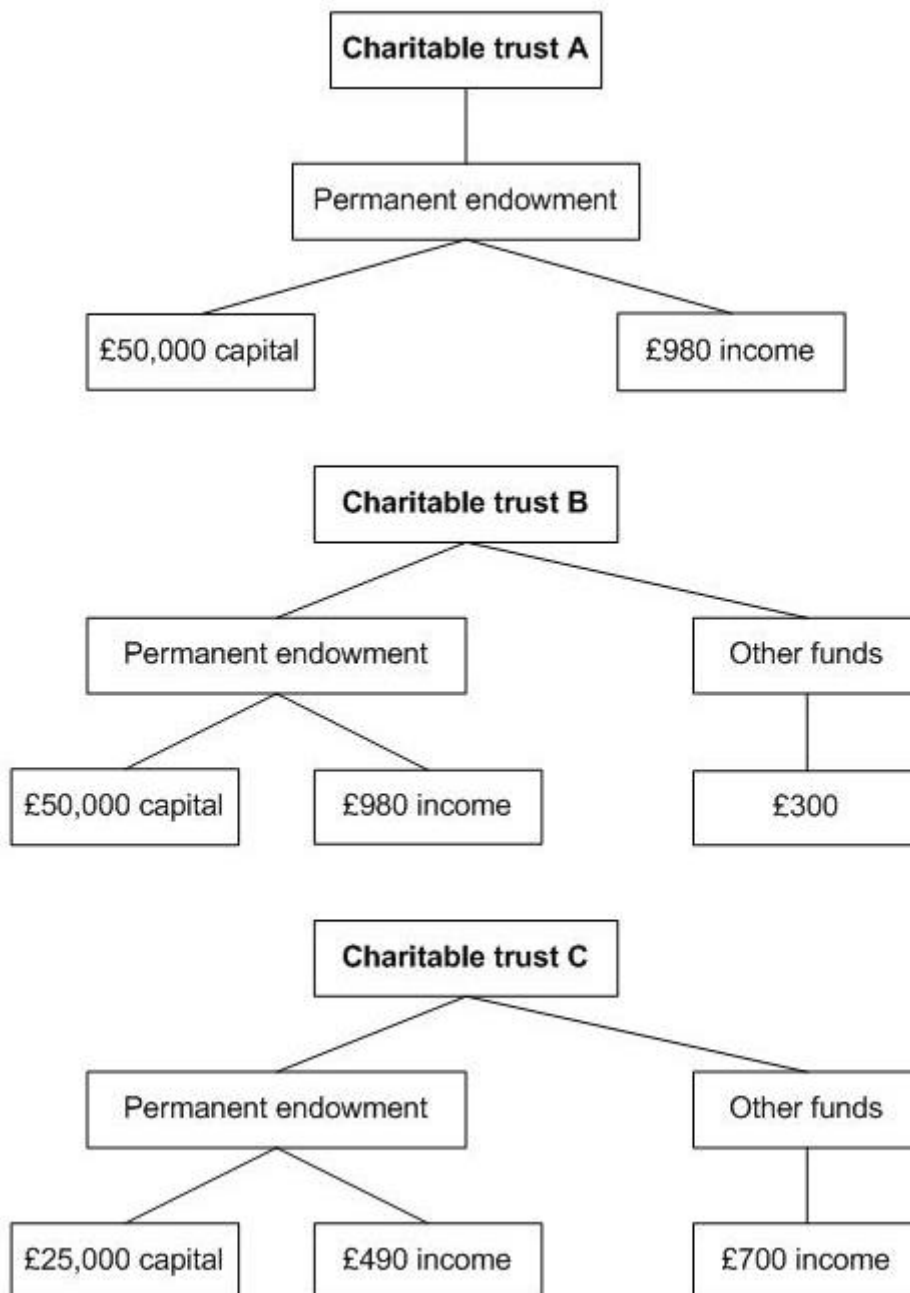 Charitable trust A
Permanent endowment
£50,000 capital
£980 income
Charitable trust B
Permanent endowment
Other funds
£50,000 capital
£980 income
£300
Charitable trust C
Permanent endowment
Other funds
£25,000 capital
£490 income
£700 income